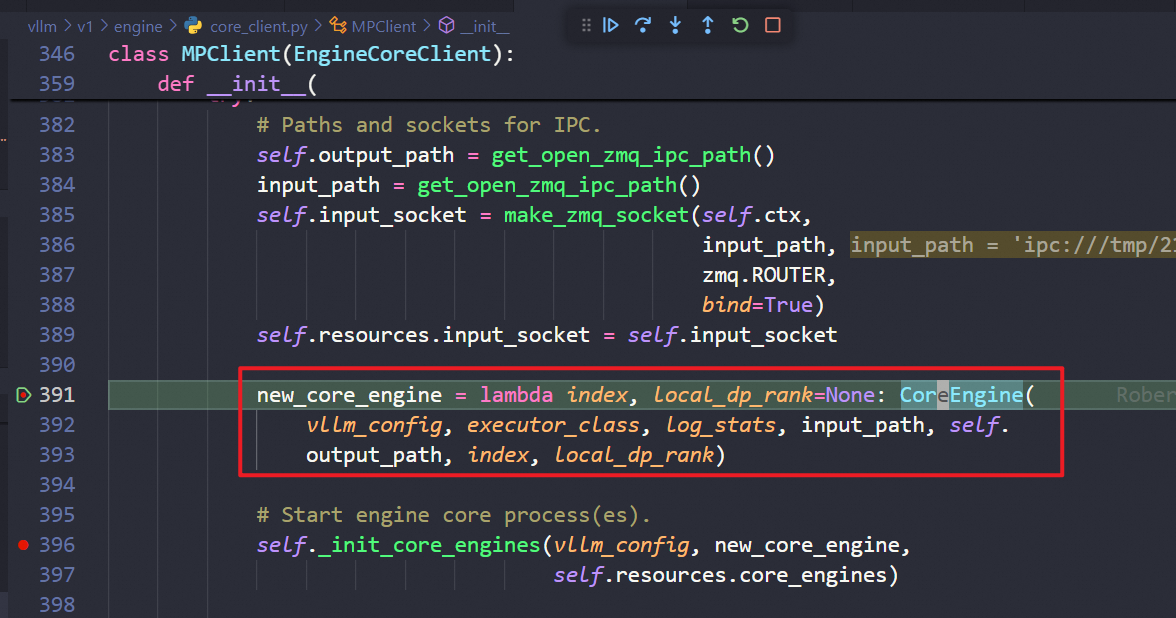 vllm > v1 > engine > core_client.py > MPClient > __init__
346 class MPClient(EngineCoreClient):
359 def __init__(
382 # Paths and sockets for IPC.
383 self.output_path = get_open_zmq_ipc_path()
384 input_path = get_open_zmq_ipc_path()
385 self.input_socket = make_zmq_socket(self.ctx,
386 input_path, input_path = 'ipc:///tmp/21
387 zmq.ROUTER,
388 bind=True)
389 self.resources.input_socket = self.input_socket
390
391 new_core_engine = lambda index, local_dp_rank=None: CoreEngine( Rober
392 vllm_config, executor_class, log_stats, input_path, self.
393 output_path, index, local_dp_rank)
394
395 # Start engine core process(es).
396 self._init_core_engines(vllm_config, new_core_engine,
397 self.resources.core_engines)
398